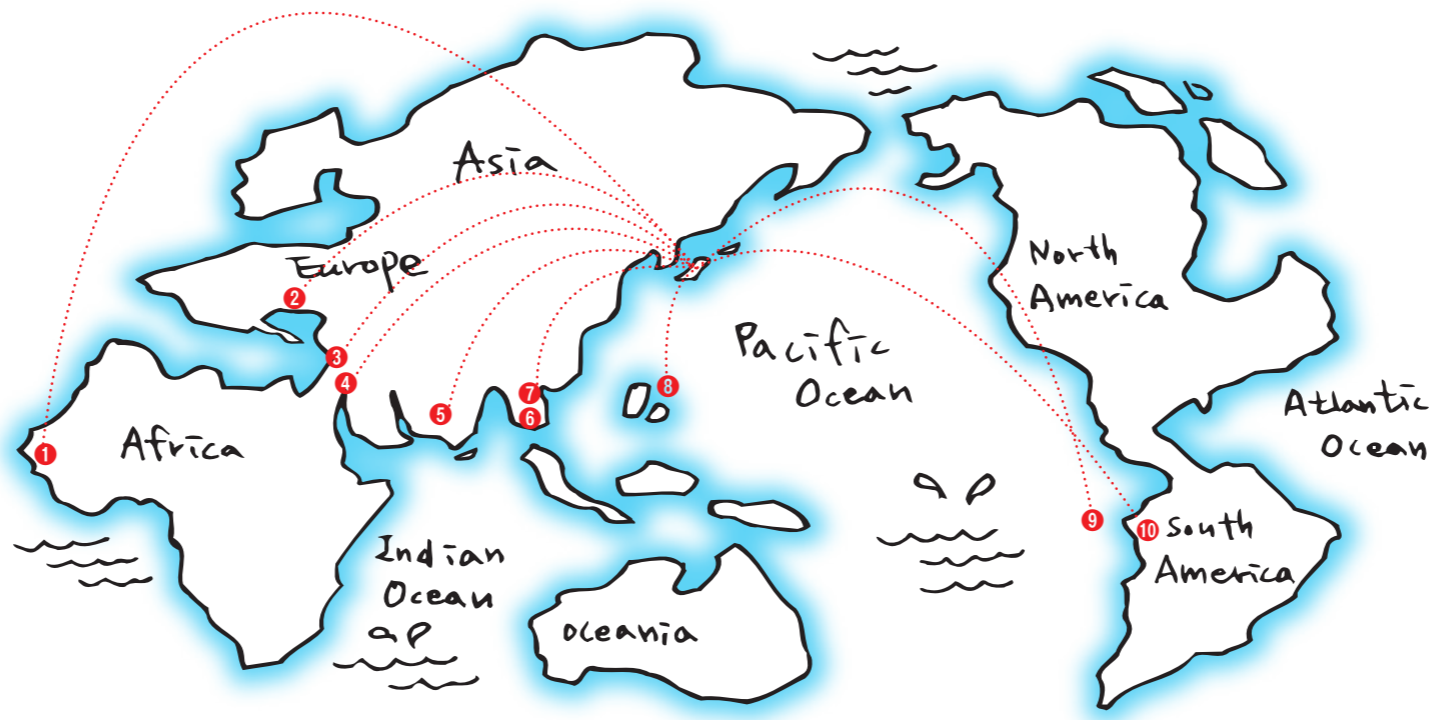 Asia
Europe
Africa
Indian
Ocean
Oceania
Pacific
Ocean
North
America
Atlantic
Ocean
South
America
1
2
3
4
5
6
7
8
9
10